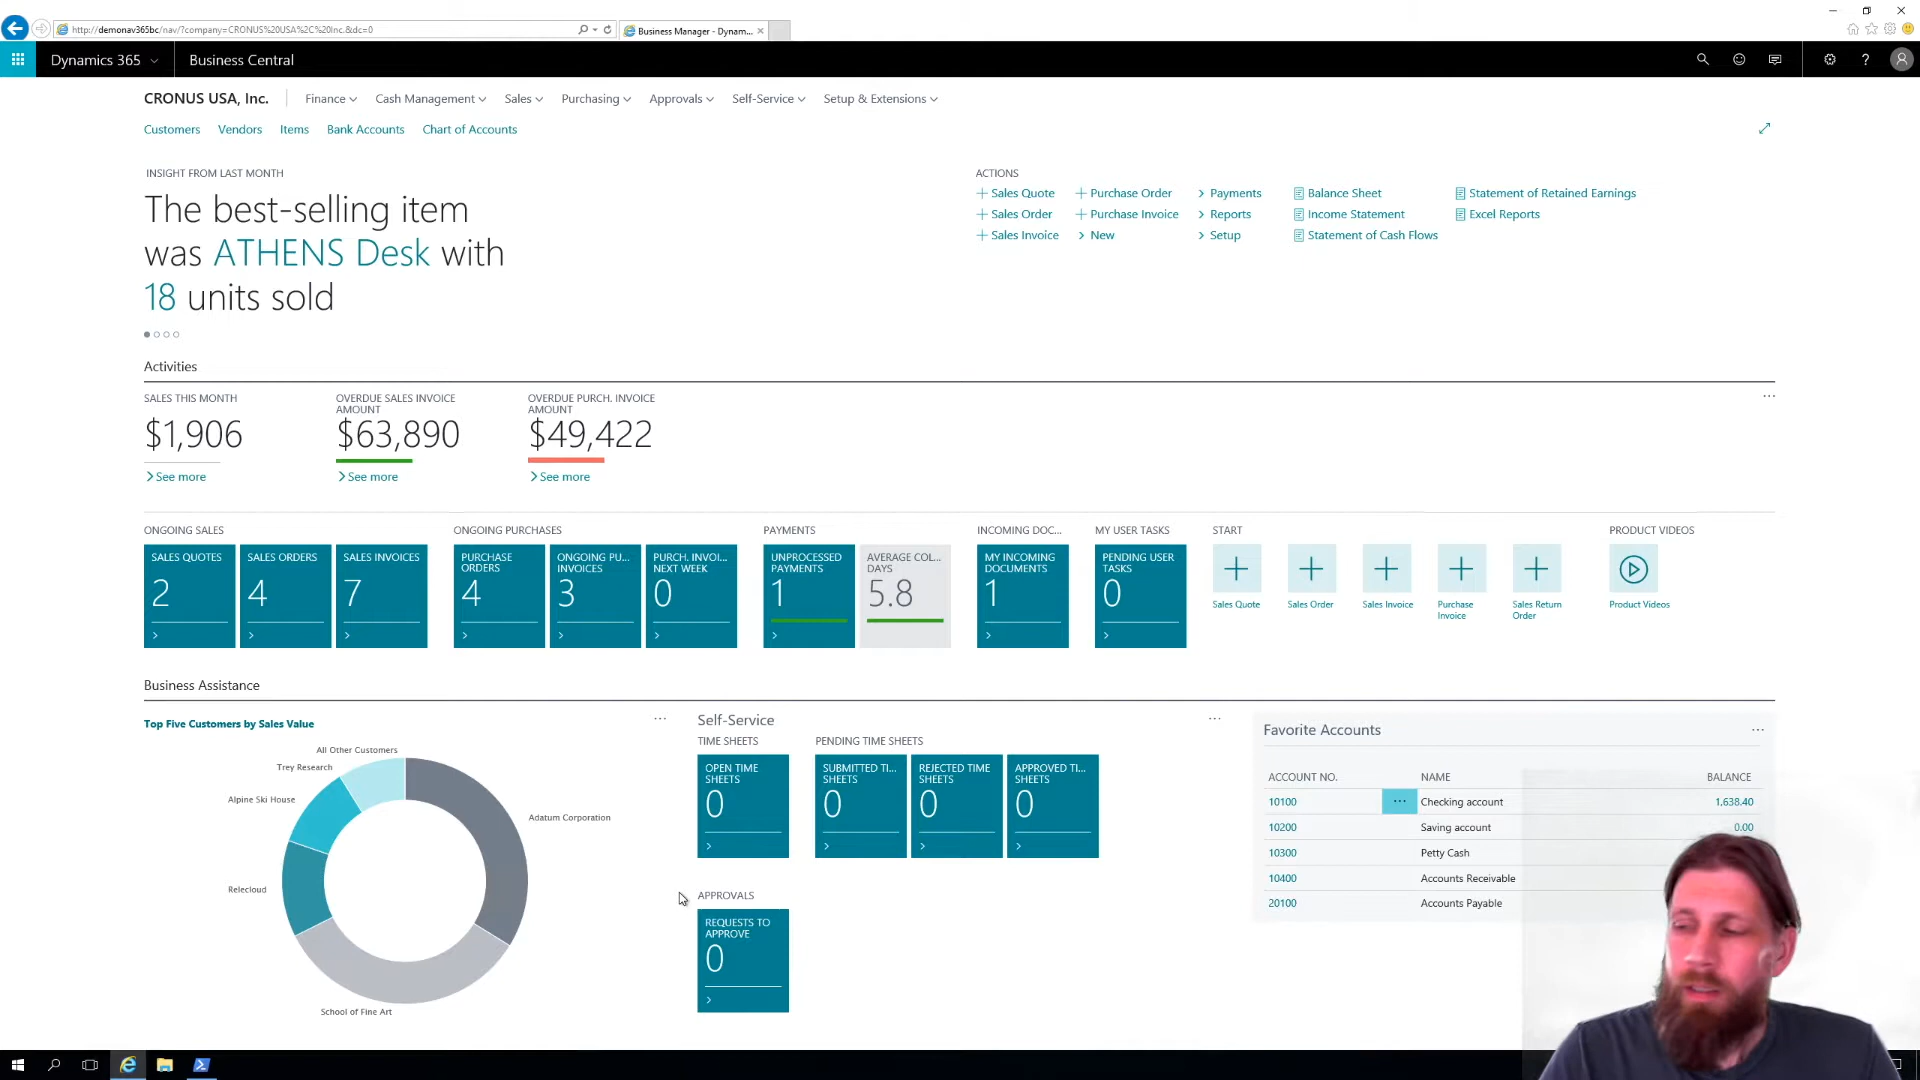 http://demonav365bc/nav/?company=CRONUS%20USA%2C%20Inc.&dc=0
Business Manager - Dynam...
Dynamics 365
Business Central
?
CRONUS USA, Inc.
Finance
Cash Management
Sales
Purchasing
Approvals
Self-Service
Setup & Extensions
Customers
Vendors
Items
Bank Accounts
Chart of Accounts
INSIGHT FROM LAST MONTH
The best-selling item
was ATHENS Desk with
18 units sold
ACTIONS
Sales Quote
Purchase Order
Payments
Balance Sheet
Statement of Retained Earnings
Sales Order
Purchase Invoice
Reports
Income Statement
Excel Reports
Sales Invoice
New
Setup
Statement of Cash Flows
Activities
SALES THIS MONTH
$1,906
See more
OVERDUE SALES INVOICE
AMOUNT
$63,890
See more
OVERDUE PURCH. INVOICE
AMOUNT
$49,422
See more
ONGOING SALES
SALES QUOTES
2
SALES ORDERS
4
SALES INVOICES
7
ONGOING PURCHASES
PURCHASE
ORDERS
4
ONGOING PU...
INVOICES
3
PURCH. INVOI...
NEXT WEEK
0
PAYMENTS
UNPROCESSED
PAYMENTS
1
AVERAGE COL...
DAYS
5.8
INCOMING DOC...
MY INCOMING
DOCUMENTS
1
MY USER TASKS
PENDING USER
TASKS
0
START
Sales Quote
Sales Order
Sales Invoice
Purchase
Invoice
Sales Return
Order
PRODUCT VIDEOS
Product Videos
Business Assistance
Top Five Customers by Sales Value
All Other Customers
Trey Research
Alpine Ski House
Adatum Corporation
Relecloud
School of Fine Art
Self-Service
TIME SHEETS
OPEN TIME
SHEETS
0
PENDING TIME SHEETS
SUBMITTED TI...
SHEETS
0
REJECTED TIME
SHEETS
0
APPROVED TI...
SHEETS
0
APPROVALS
REQUESTS TO
APPROVE
0
Favorite Accounts
ACCOUNT NO.
NAME
BALANCE
10100
Checking account
1,638.40
10200
Saving account
0.00
10300
Petty Cash
10400
Accounts Receivable
20100
Accounts Payable